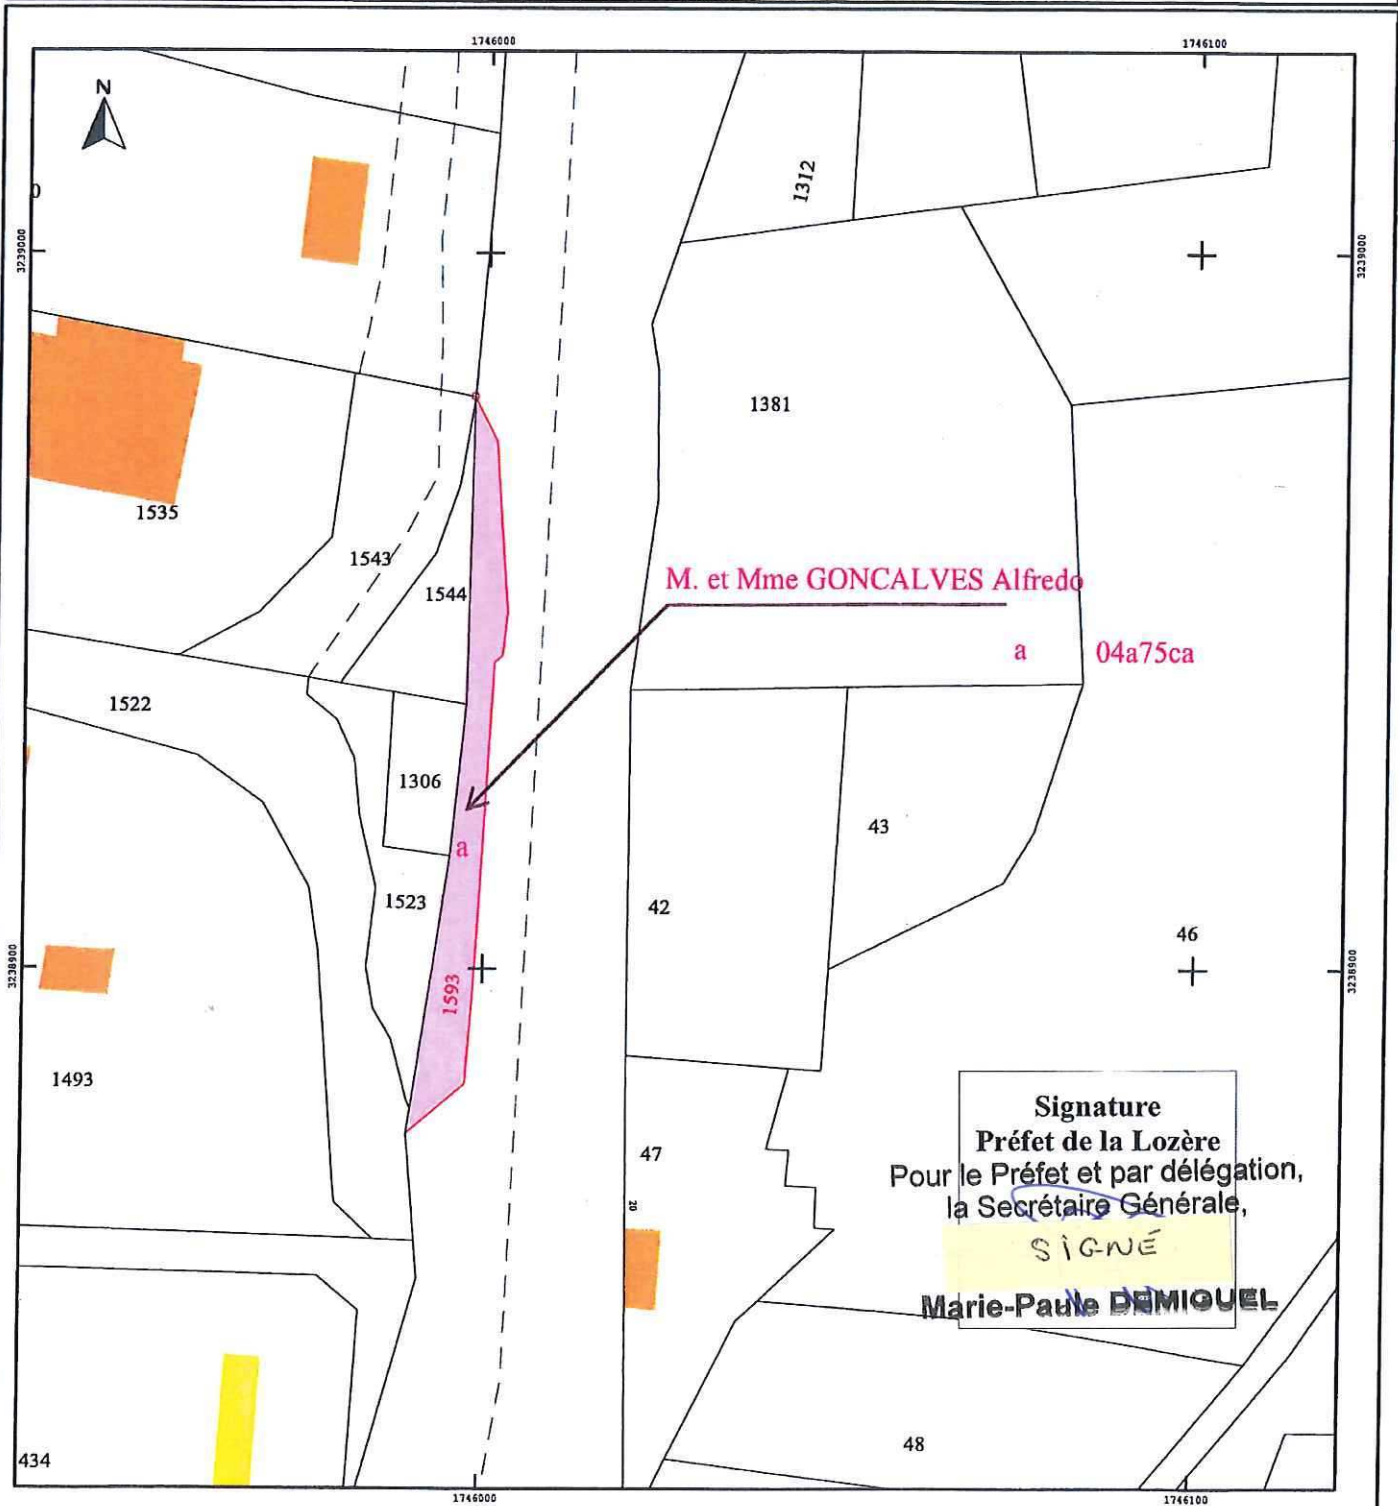 1746000
1746100
N
1312
0
3239000
3239000
1381
1535
1543
M. et Mme GONCALVES Alfredo
1544
a 04a75ca
1522
1306
43
a
1523
42
46
3238900
3238900
1593
1493
Signature
Préfet de la Lozère
47
Pour le Préfet et par délégation,
la Secrétaire Générale,
20
SIGNÉ
Marie-Paule DEMIGUEL
48
434
1746000
1746100